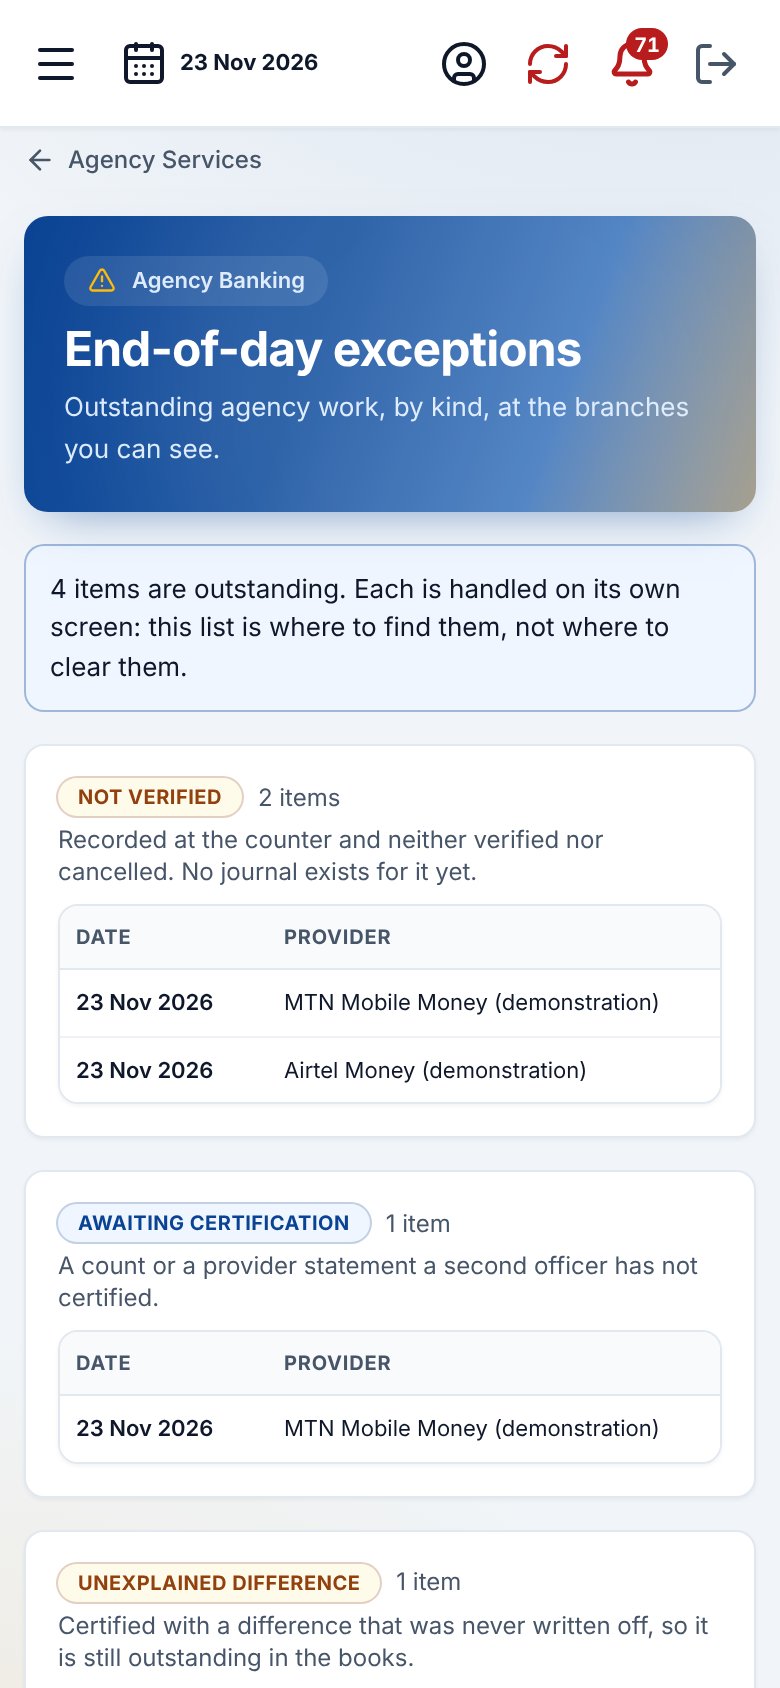 23 Nov 2026
71
Agency Services
Agency Banking
End-of-day exceptions
Outstanding agency work, by kind, at the branches
you can see.
4 items are outstanding. Each is handled on its own
screen: this list is where to find them, not where to
clear them.
NOT VERIFIED 2 items
Recorded at the counter and neither verified nor
cancelled. No journal exists for it yet.
DATE PROVIDER
23 Nov 2026 MTN Mobile Money (demonstration)
23 Nov 2026 Airtel Money (demonstration)
AWAITING CERTIFICATION 1 item
A count or a provider statement a second officer has not
certified.
DATE PROVIDER
23 Nov 2026 MTN Mobile Money (demonstration)
UNEXPLAINED DIFFERENCE 1 item
Certified with a difference that was never written off, so it
is still outstanding in the books.